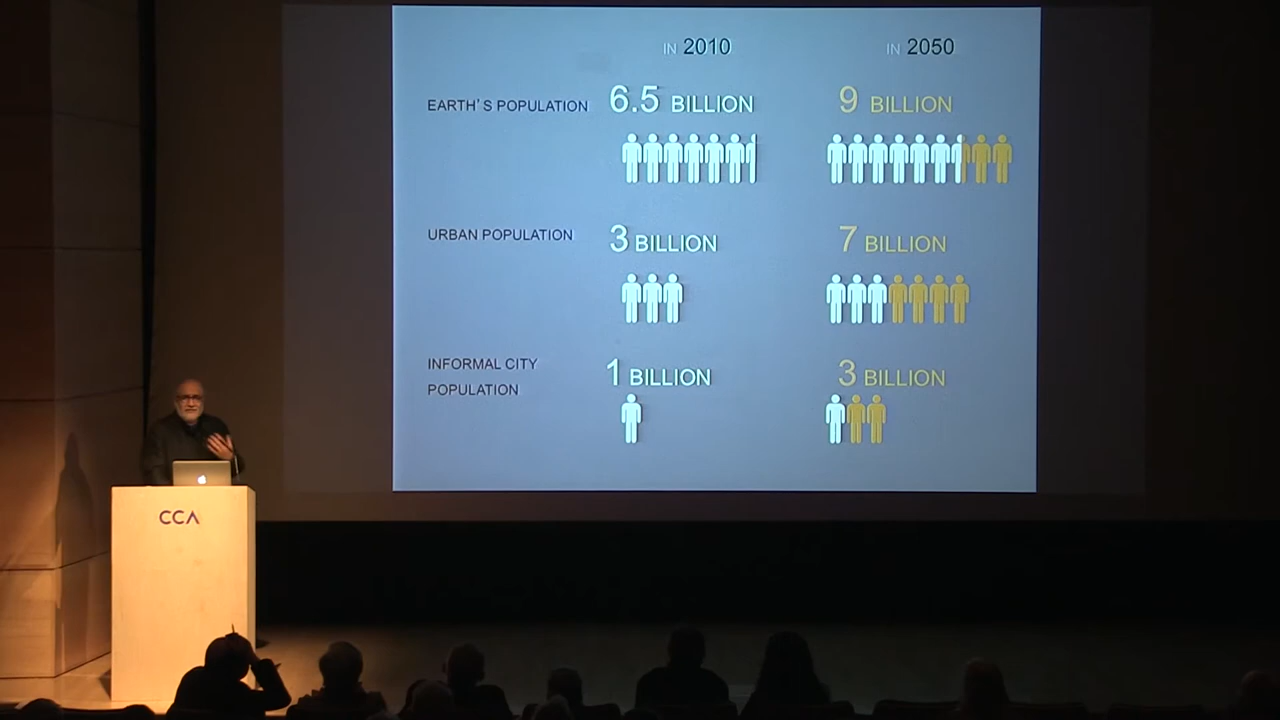 IN 2010
IN 2050
EARTH'S POPULATION
6.5 BILLION
9 BILLION
URBAN POPULATION
3 BILLION
7 BILLION
INFORMAL CITY
POPULATION
1 BILLION
3 BILLION
CCA